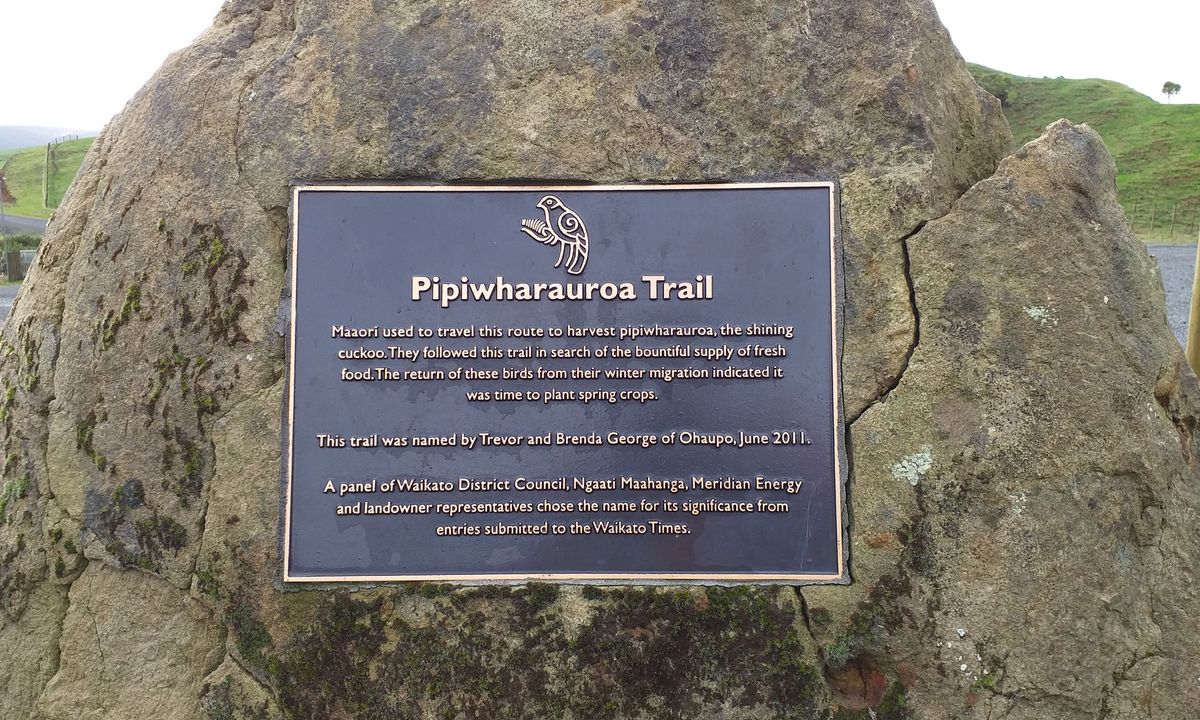 Pipiwharauroa Trail
Maaori used to travel this route to harvest pipiwharauroa, the shining
cuckoo. They followed this trail in search of the bountiful supply of fresh
food. The return of these birds from their winter migration indicated it
was time to plant spring crops.
This trail was named by Trevor and Brenda George of Ohaupo, June 2011.
A panel of Waikato District Council, Ngaati Maahanga, Meridian Energy
and landowner representatives chose the name for its significance from
entries submitted to the Waikato Times.